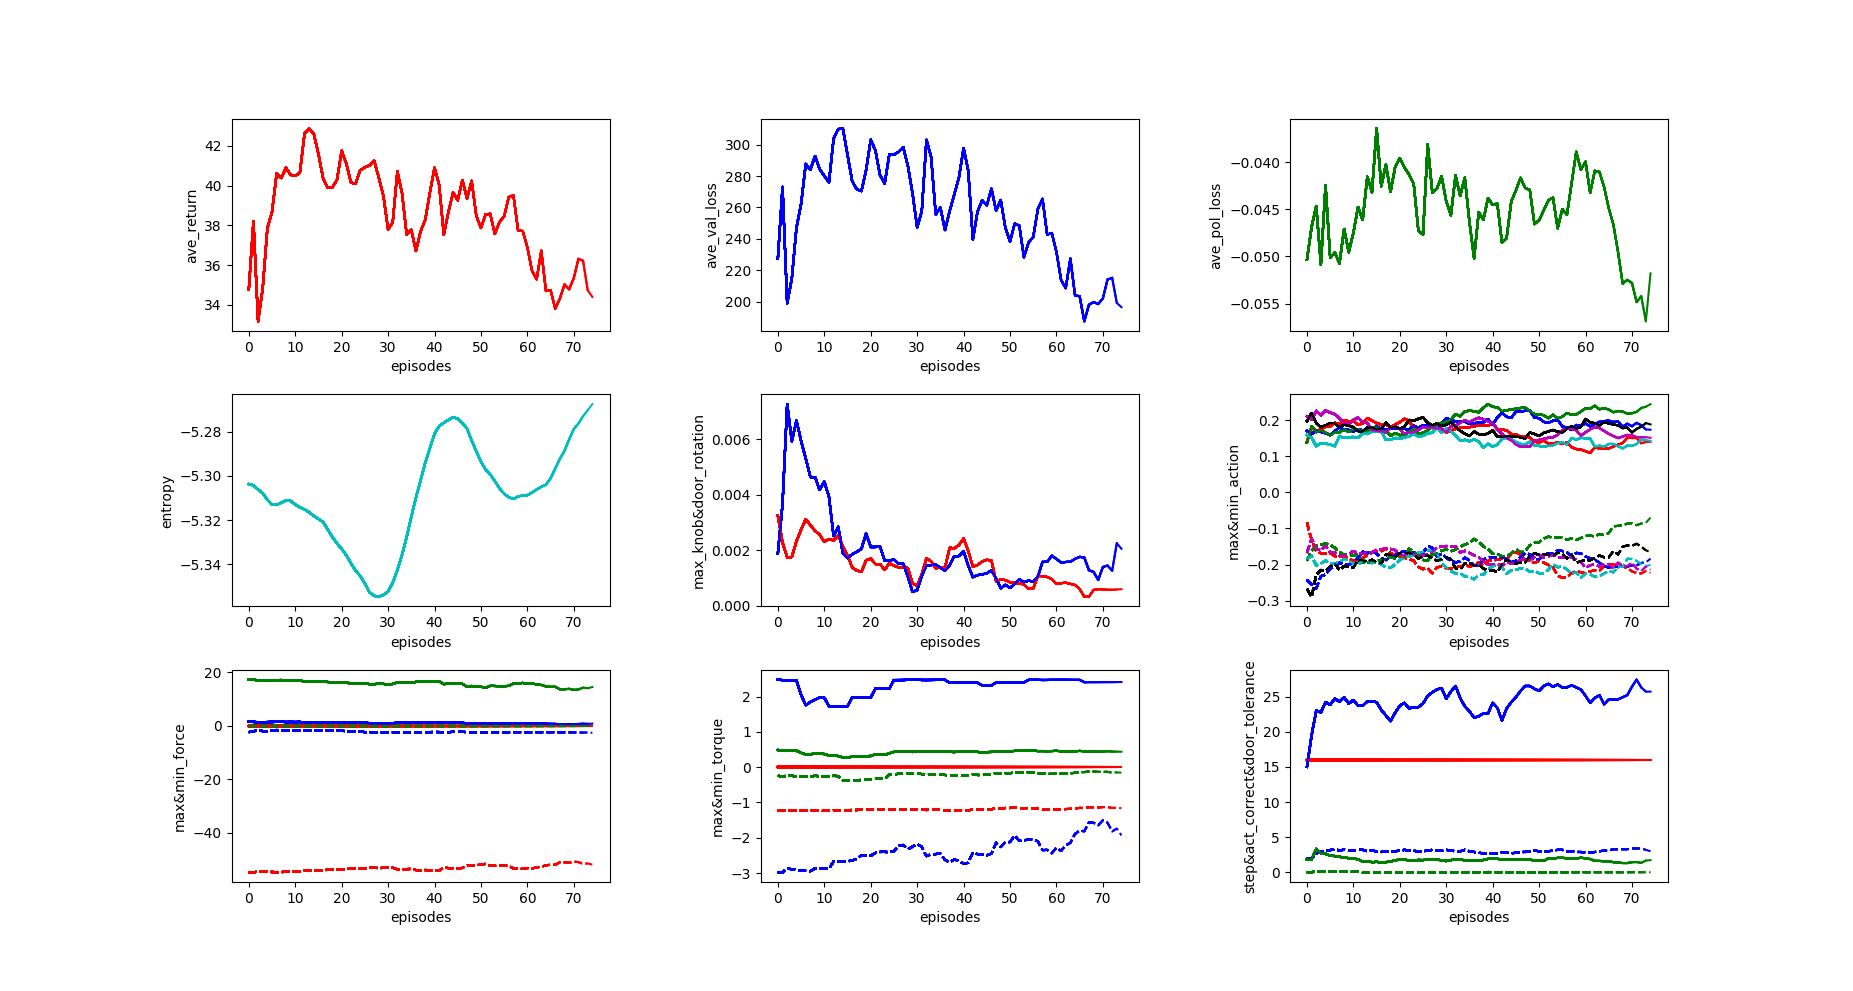 ave_return
42
40
38
36
34
0 10 20 30 40 50 60 70
episodes
ave_val_loss
300
280
260
240
220
200
0 10 20 30 40 50 60 70
episodes
ave_pol_loss
−0.040
−0.045
−0.050
−0.055
0 10 20 30 40 50 60 70
episodes
entropy
−5.28
−5.30
−5.32
−5.34
0 10 20 30 40 50 60 70
episodes
max_knob&door_rotation
0.006
0.004
0.002
0.000
0 10 20 30 40 50 60 70
episodes
max&min_action
0.2
0.1
0.0
−0.1
−0.2
−0.3
0 10 20 30 40 50 60 70
episodes
max&min_force
20
0
−20
−40
0 10 20 30 40 50 60 70
episodes
max&min_torque
2
1
0
−1
−2
−3
0 10 20 30 40 50 60 70
episodes
step&act_correct&door_tolerance
25
20
15
10
5
0
0 10 20 30 40 50 60 70
episodes